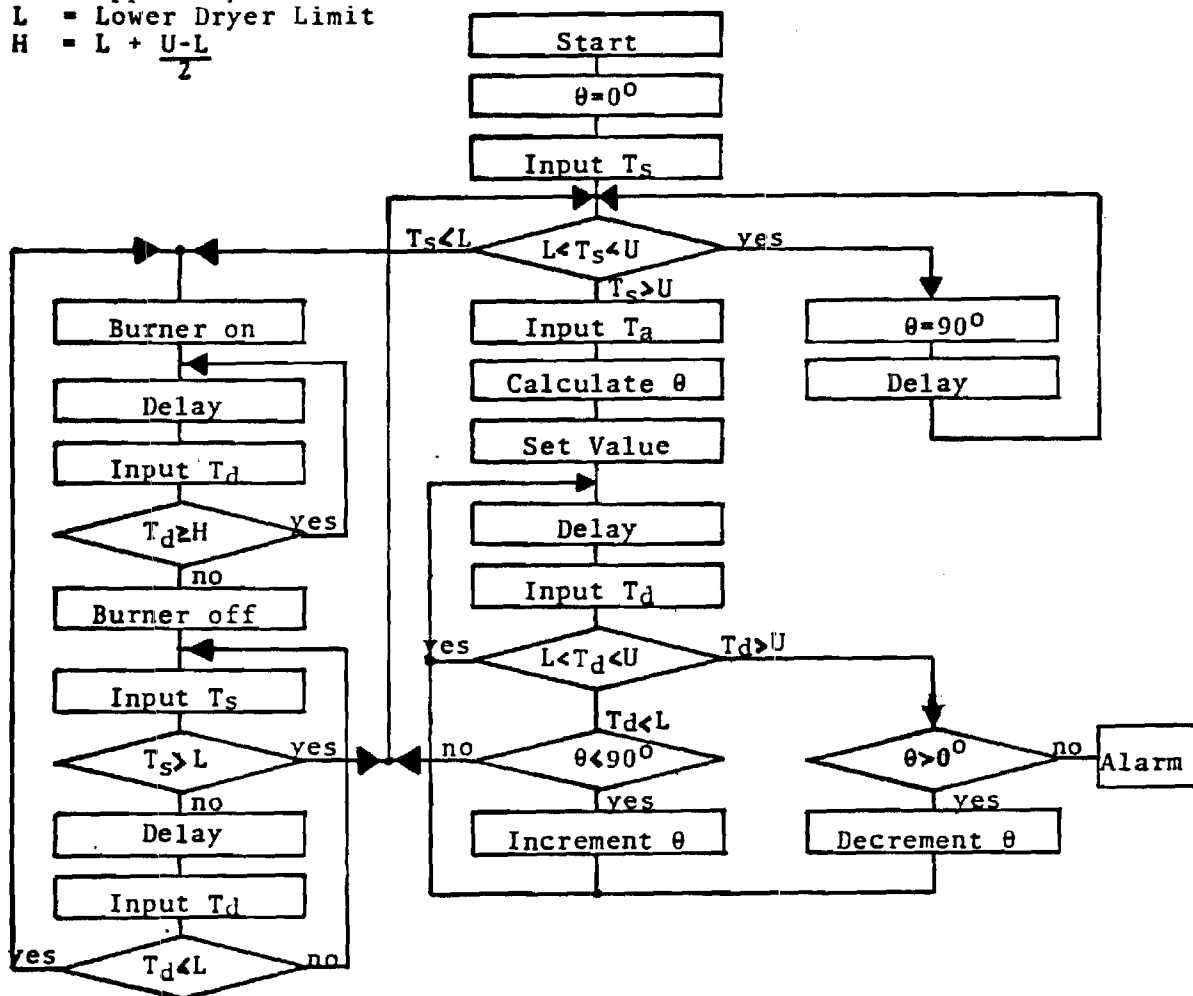 L = Lower Dryer Limit
H = L + U-L
2
Start
θ=0°
Input Ts
Ts<L
L<Ts<U
yes
Ts>U
Burner on
Input Ta
θ=90°
Delay
Calculate θ
Delay
Input Td
Set Value
Td≥H
yes
no
Delay
Burner off
Input Td
yes
L<Td<U
Td>U
Input Ts
Td<L
Ts>L
yes
no
θ<90°
θ>0°
no
Alarm
no
yes
yes
Delay
Increment θ
Decrement θ
Input Td
yes
Td<L
no